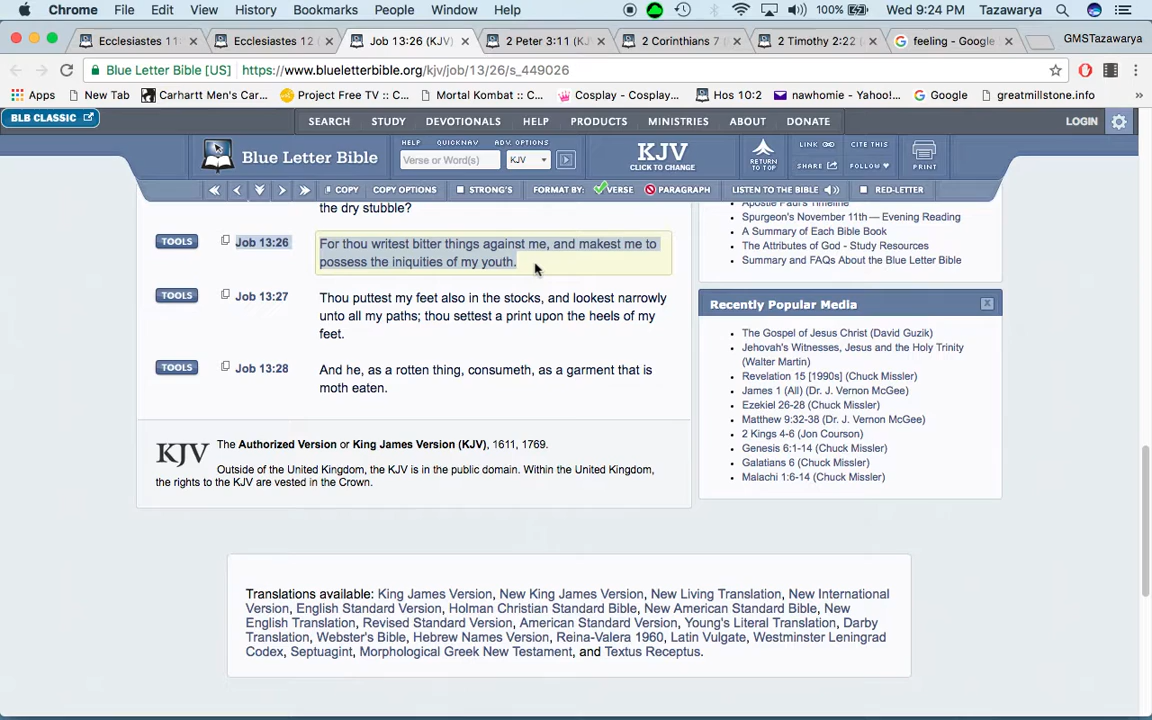 Chrome File Edit View History Bookmarks People Window Help 100% Wed 9:24 PM Tazawarya
Ecclesiastes 11: Ecclesiastes 12 ( Job 13:26 (KJV) 2 Peter 3:11 (KJV) 2 Corinthians 7 2 Timothy 2:22 feeling - Google GMSTazawarya
Blue Letter Bible [US] https://www.blueletterbible.org/kjv/job/13/26/s_449026
Apps New Tab Carhartt Men's Car... Project Free TV :: C... Mortal Kombat :: C... Cosplay - Cosplay... Hos 10:2 nawhomie - Yahoo!... Google greatmillstone.info »
BLB CLASSIC SEARCH STUDY DEVOTIONALS HELP PRODUCTS MINISTRIES ABOUT DONATE LOGIN
HELP QUICKNAV ADV. OPTIONS
Blue Letter Bible Verse or Word(s) KJV
KJV
CLICK TO CHANGE
RETURN
TO TOP
LINK CITE THIS
SHARE FOLLOW PRINT
COPY COPY OPTIONS STRONG'S FORMAT BY: VERSE PARAGRAPH LISTEN TO THE BIBLE RED-LETTER
the dry stubble?
TOOLS Job 13:26 For thou writest bitter things against me, and makest me to
possess the iniquities of my youth.
TOOLS Job 13:27 Thou puttest my feet also in the stocks, and lookest narrowly
unto all my paths; thou settest a print upon the heels of my
feet.
TOOLS Job 13:28 And he, as a rotten thing, consumeth, as a garment that is
moth eaten.
KJV The Authorized Version or King James Version (KJV), 1611, 1769.
Outside of the United Kingdom, the KJV is in the public domain. Within the United Kingdom,
the rights to the KJV are vested in the Crown.
Apostle Paul's Timeline
Spurgeon's November 11th — Evening Reading
A Summary of Each Bible Book
The Attributes of God - Study Resources
Summary and FAQs About the Blue Letter Bible
Recently Popular Media
The Gospel of Jesus Christ (David Guzik)
Jehovah's Witnesses, Jesus and the Holy Trinity
(Walter Martin)
Revelation 15 [1990s] (Chuck Missler)
James 1 (All) (Dr. J. Vernon McGee)
Ezekiel 26-28 (Chuck Missler)
Matthew 9:32-38 (Dr. J. Vernon McGee)
2 Kings 4-6 (Jon Courson)
Genesis 6:1-14 (Chuck Missler)
Galatians 6 (Chuck Missler)
Malachi 1:6-14 (Chuck Missler)
Translations available: King James Version, New King James Version, New Living Translation, New International
Version, English Standard Version, Holman Christian Standard Bible, New American Standard Bible, New
English Translation, Revised Standard Version, American Standard Version, Young's Literal Translation, Darby
Translation, Webster's Bible, Hebrew Names Version, Reina-Valera 1960, Latin Vulgate, Westminster Leningrad
Codex, Septuagint, Morphological Greek New Testament, and Textus Receptus.